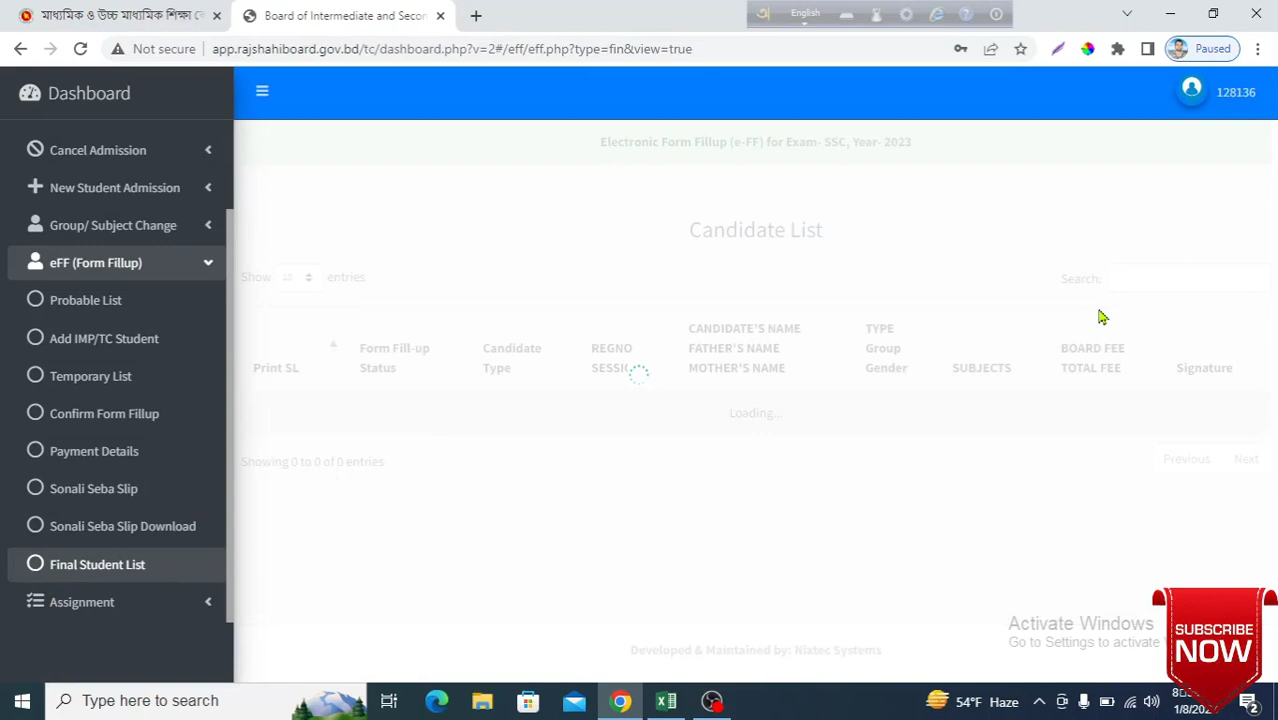 মাধ্যমিক ও উচ্চ মাধ্যমিক শিক্ষা
Board of Intermediate and Secon
English
Not secure
app.rajshahiboard.gov.bd/tc/dashboard.php?v=2#/eff/eff.php?type=fin&view=true
Paused
Dashboard
128136
Cancel Admission
New Student Admission
Group/ Subject Change
eFF (Form Fillup)
Probable List
Add IMP/TC Student
Temporary List
Confirm Form Fillup
Payment Details
Sonali Seba Slip
Sonali Seba Slip Download
Final Student List
Assignment
Electronic Form Fillup (e-FF) for Exam- SSC, Year- 2023
Candidate List
Show 10 entries
Search:
Print SL
Form Fill-up
Status
Candidate
Type
REGNO
CANDIDATE'S NAME
FATHER'S NAME
MOTHER'S NAME
TYPE
Group
Gender
SUBJECTS
BOARD FEE
TOTAL FEE
Signature
Loading...
Showing 0 to 0 of 0 entries
Previous
Next
Activate Windows
Go to Settings to activate
SUBSCRIBE
NOW
Developed & Maintained by: Niatec Systems
Type here to search
54°F Haze
2